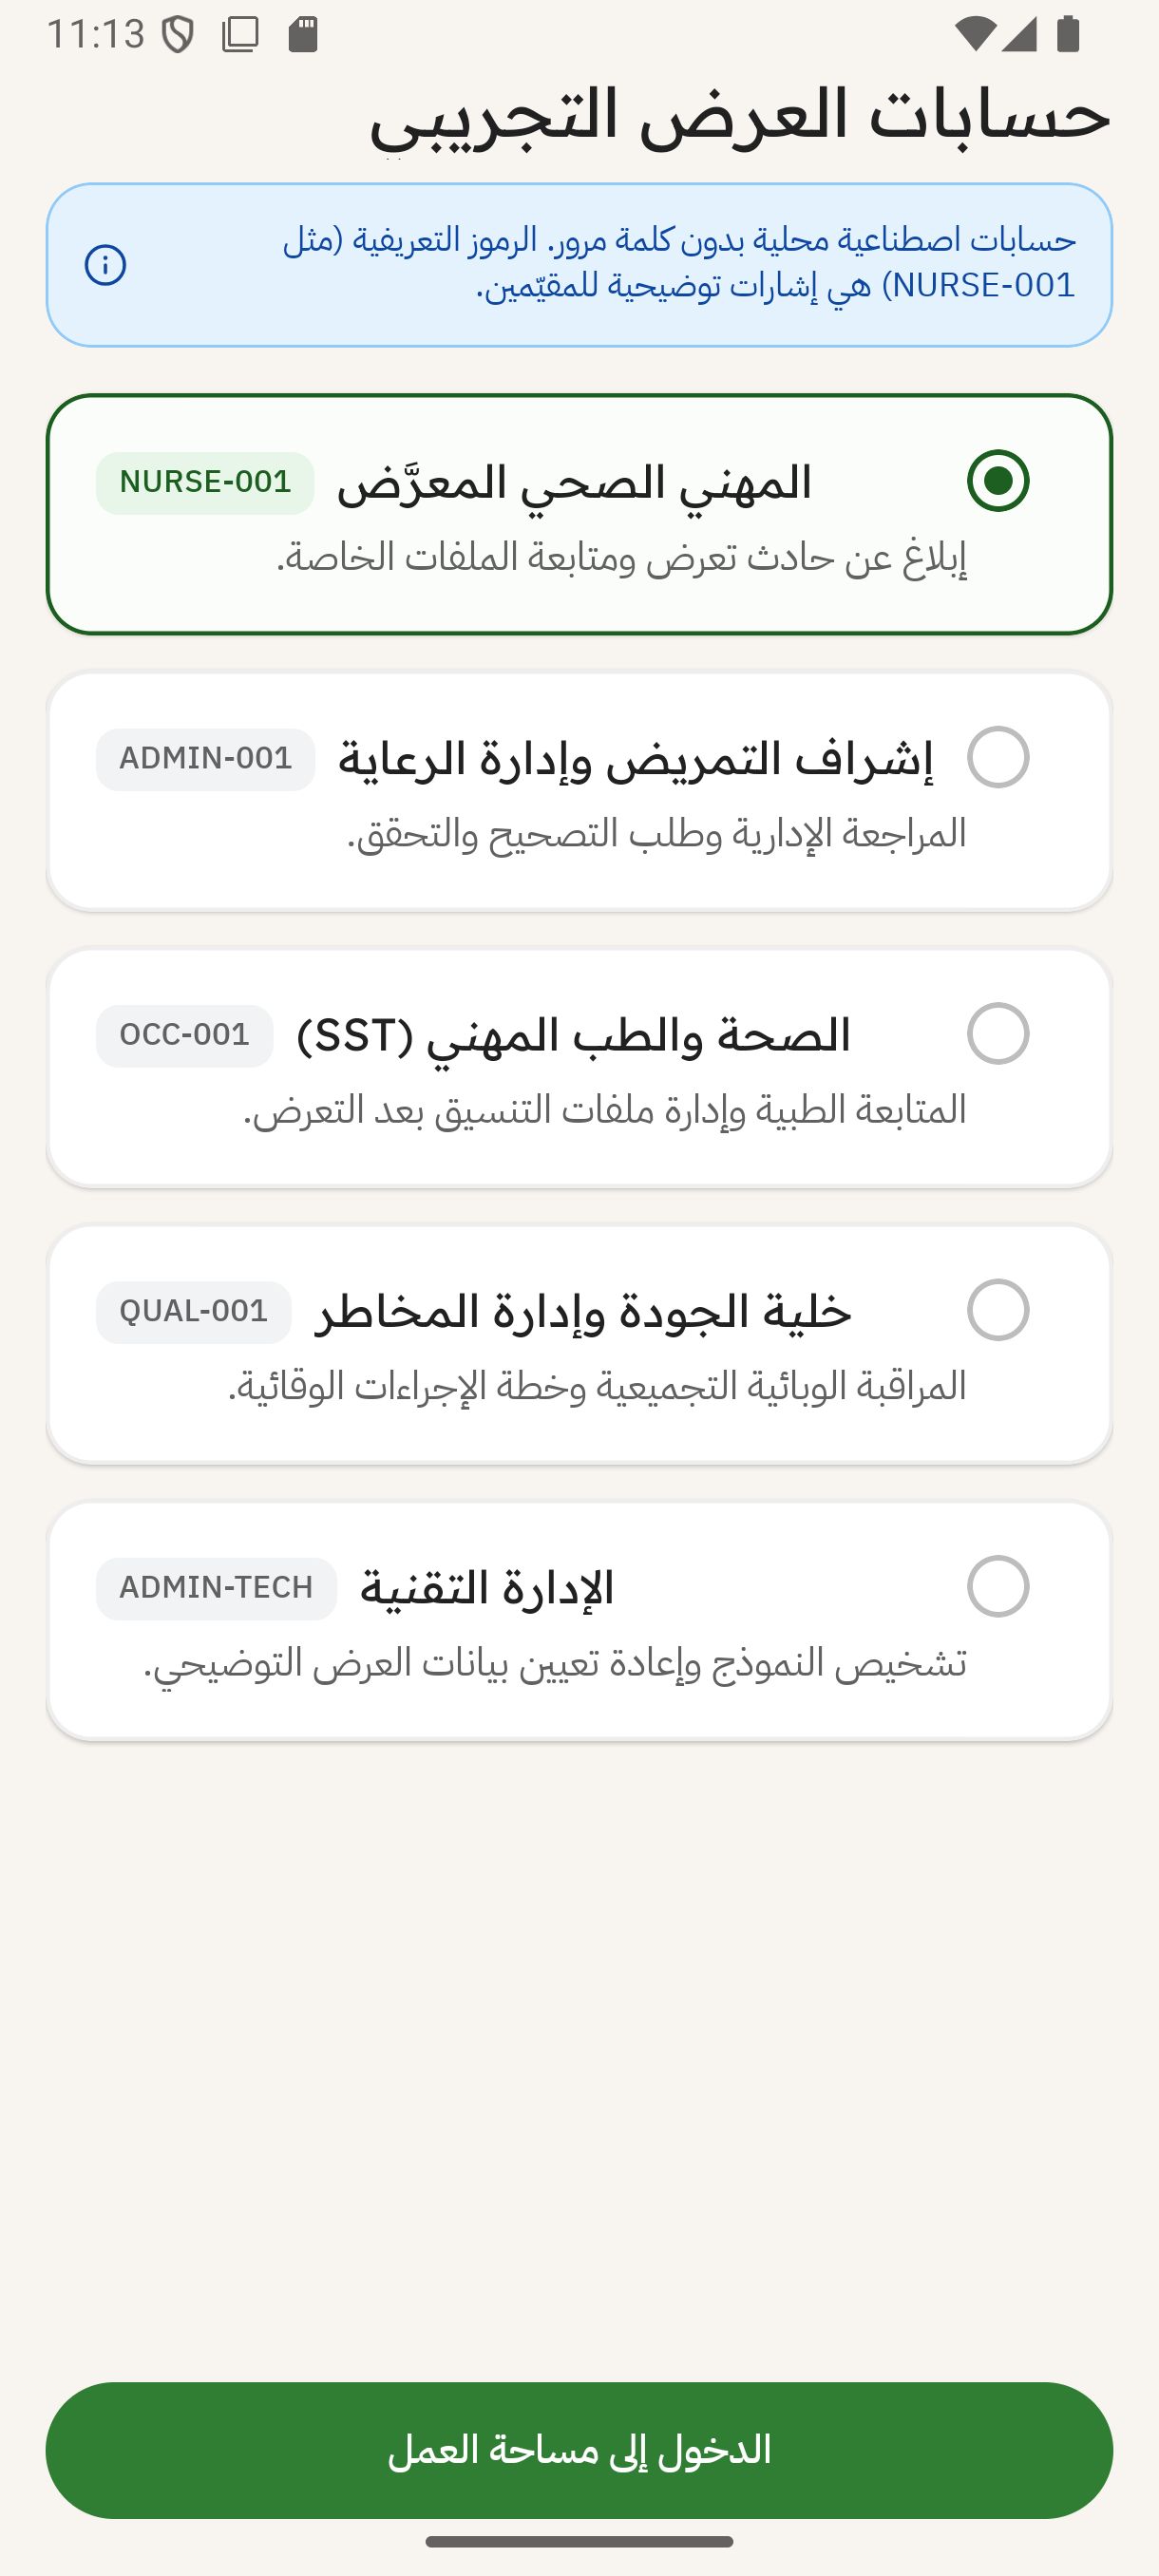 11:13
حسابات العرض التجريبي
حسابات اصطناعية محلية بدون كلمة مرور. الرموز التعريفية (مثل
NURSE-001) هي إشارات توضيحية للمقيّمين.
المهني الصحي المعرَّض NURSE-001
إبلاغ عن حادث تعرض ومتابعة الملفات الخاصة.
إشراف التمريض وإدارة الرعاية ADMIN-001
المراجعة الإدارية وطلب التصحيح والتحقق.
الصحة والطب المهني (SST) OCC-001
المتابعة الطبية وإدارة ملفات التنسيق بعد التعرض.
خلية الجودة وإدارة المخاطر QUAL-001
المراقبة الوبائية التجميعية وخطة الإجراءات الوقائية.
الإدارة التقنية ADMIN-TECH
تشخيص النموذج وإعادة تعيين بيانات العرض التوضيحي.
الدخول إلى مساحة العمل